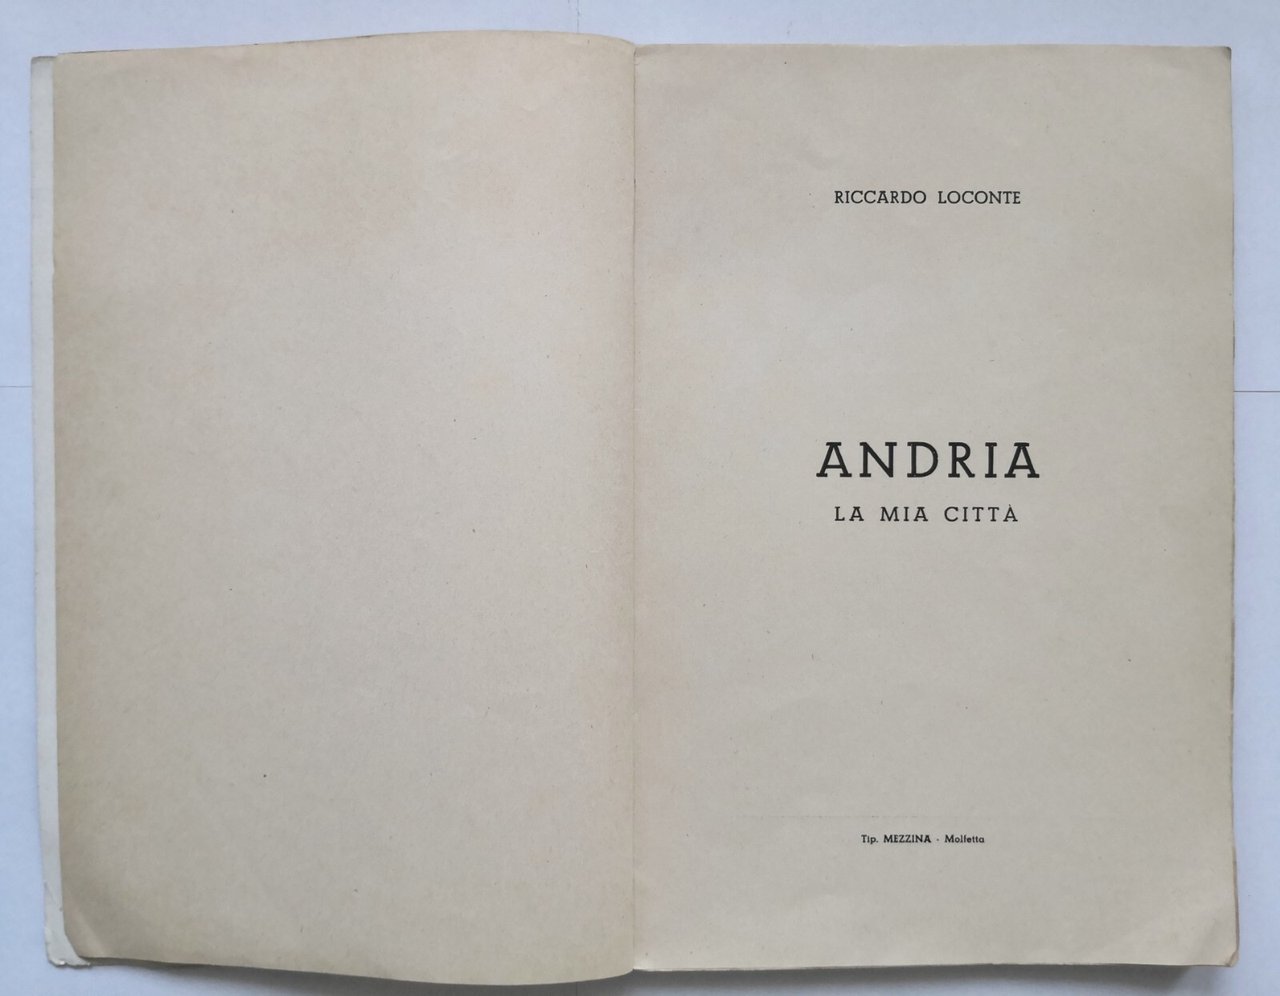 RICCARDO LOCONTE
ANDRIA
LA MIA CITTÀ
Tip. MEZZINA - Molfetta